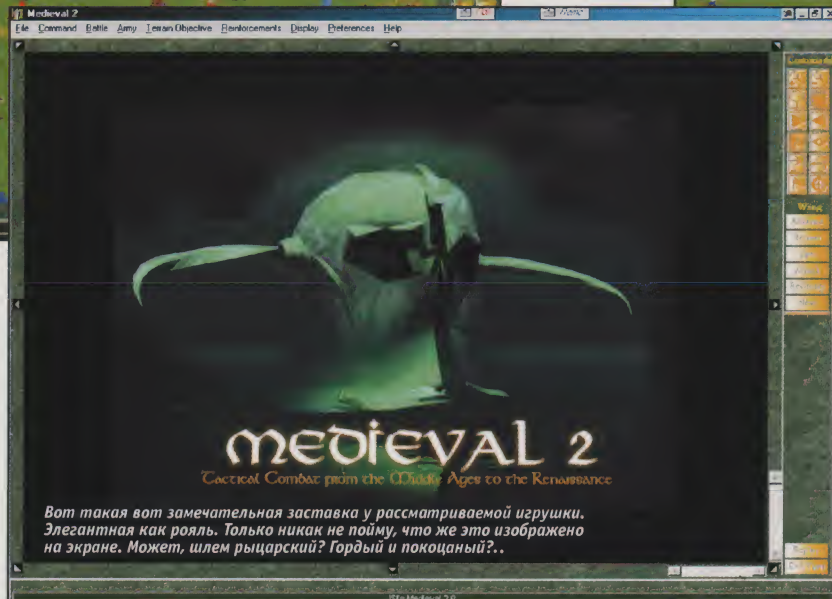 Medieval 2
File Command Battle Army Terrain Objective Reinforcements Display Preferences Help
Wing
MEDIEVAL 2
Tactical Combat from the Middle Ages to the Renaissance
Вот такая вот замечательная заставка у рассматриваемой игрушки.
Элегантная как рояль. Только никак не пойму, что же это изображено
на экране. Может, шлем рыцарский? Гордый и покоцаный?..